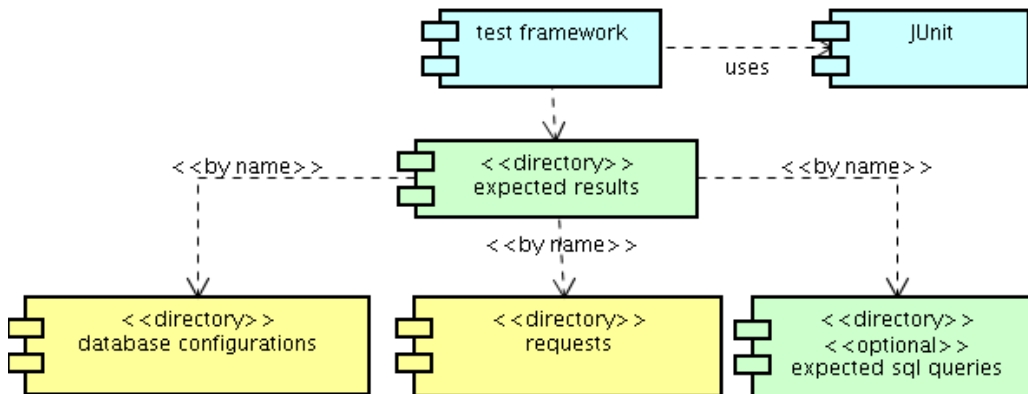 test framework
JUnit
uses
<<by name>>
<<directory>>
expected results
<<by name>>
<<by name>>
<<directory>>
database configurations
<<directory>>
requests
<<directory>>
<<optional>>
expected sql queries